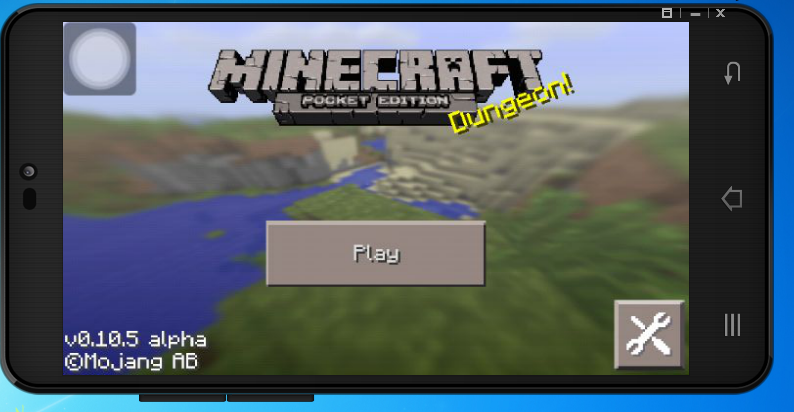 MINECRAFT
POCKET EDITION
Dungeon!
Play
v0.10.5 alpha
©Mojang AB